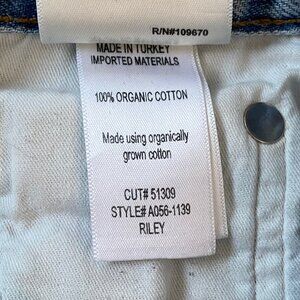 R/N#109670
MADE IN TURKEY
IMPORTED MATERIALS
100% ORGANIC COTTON
Made using organically
grown cotton
CUT# 51309
STYLE# A056-1139
RILEY